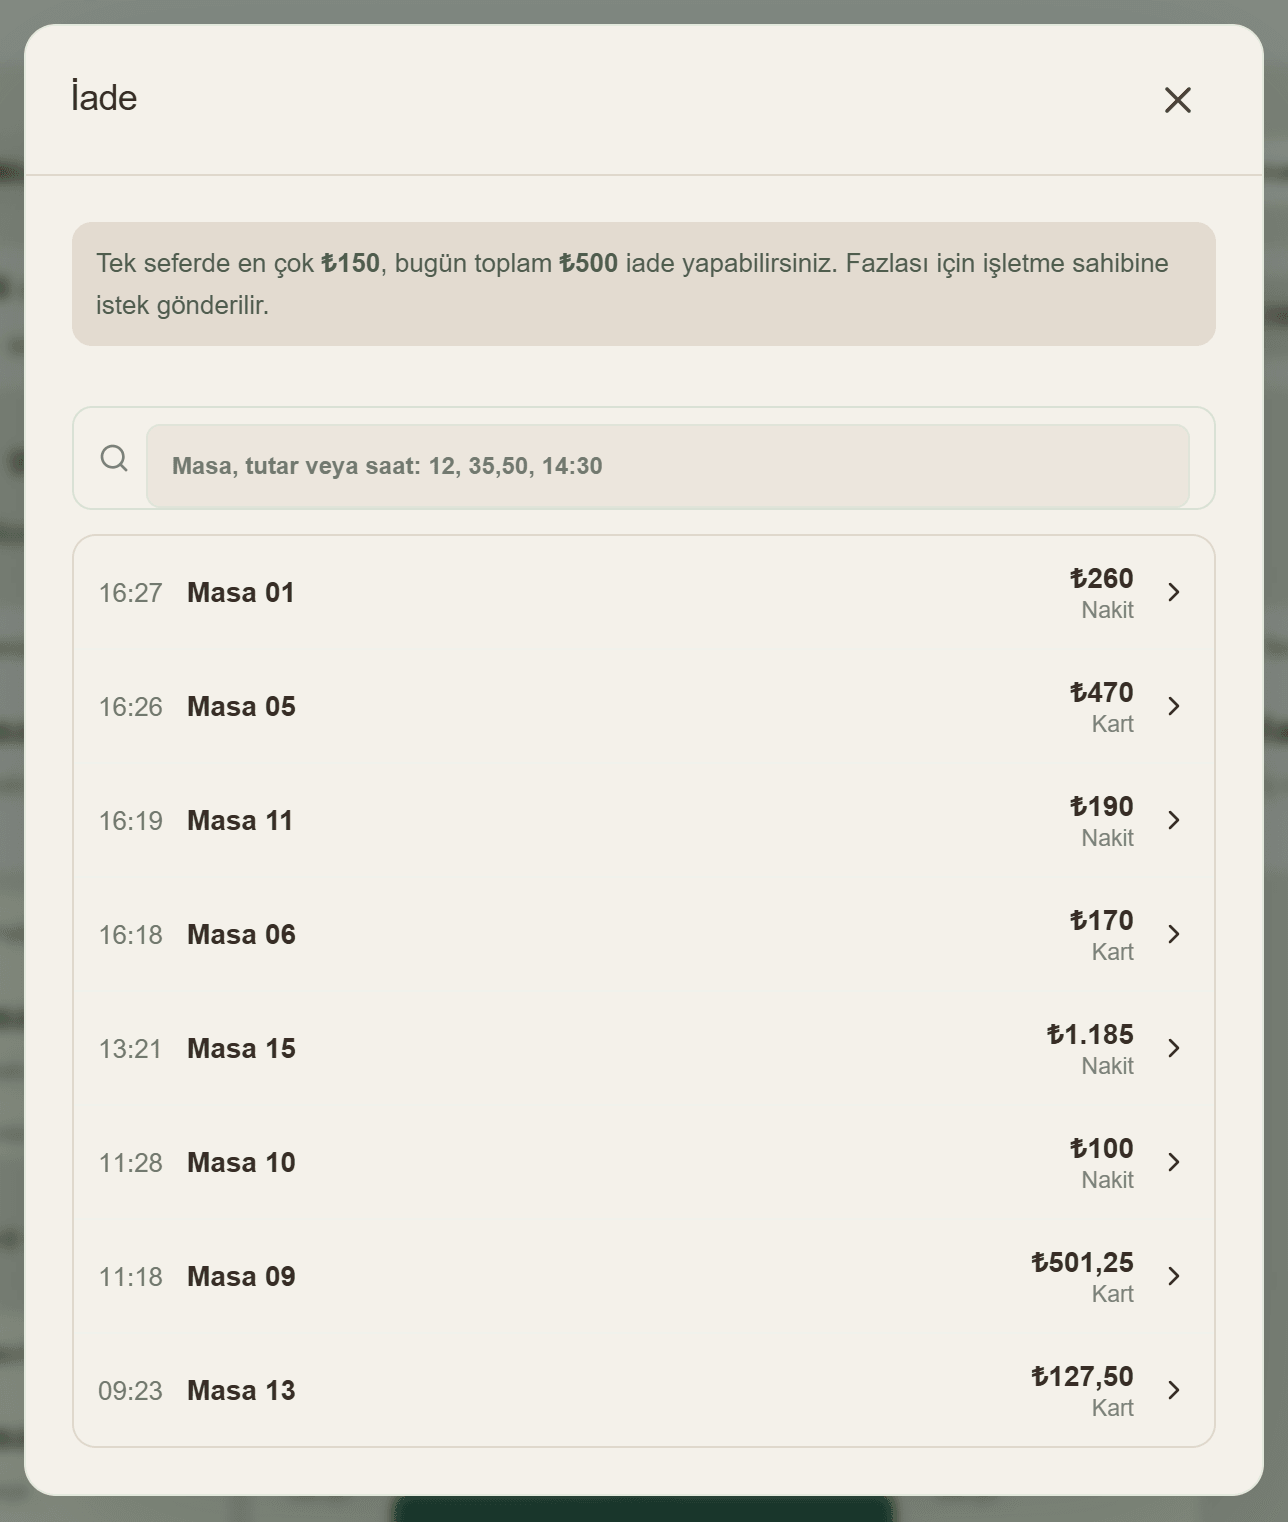 İade
Tek seferde en çok ₺150, bugün toplam ₺500 iade yapabilirsiniz. Fazlası için işletme sahibine
istek gönderilir.
Masa, tutar veya saat: 12, 35,50, 14:30
16:27 Masa 01 ₺260
Nakit
16:26 Masa 05 ₺470
Kart
16:19 Masa 11 ₺190
Nakit
16:18 Masa 06 ₺170
Kart
13:21 Masa 15 ₺1.185
Nakit
11:28 Masa 10 ₺100
Nakit
11:18 Masa 09 ₺501,25
Kart
09:23 Masa 13 ₺127,50
Kart